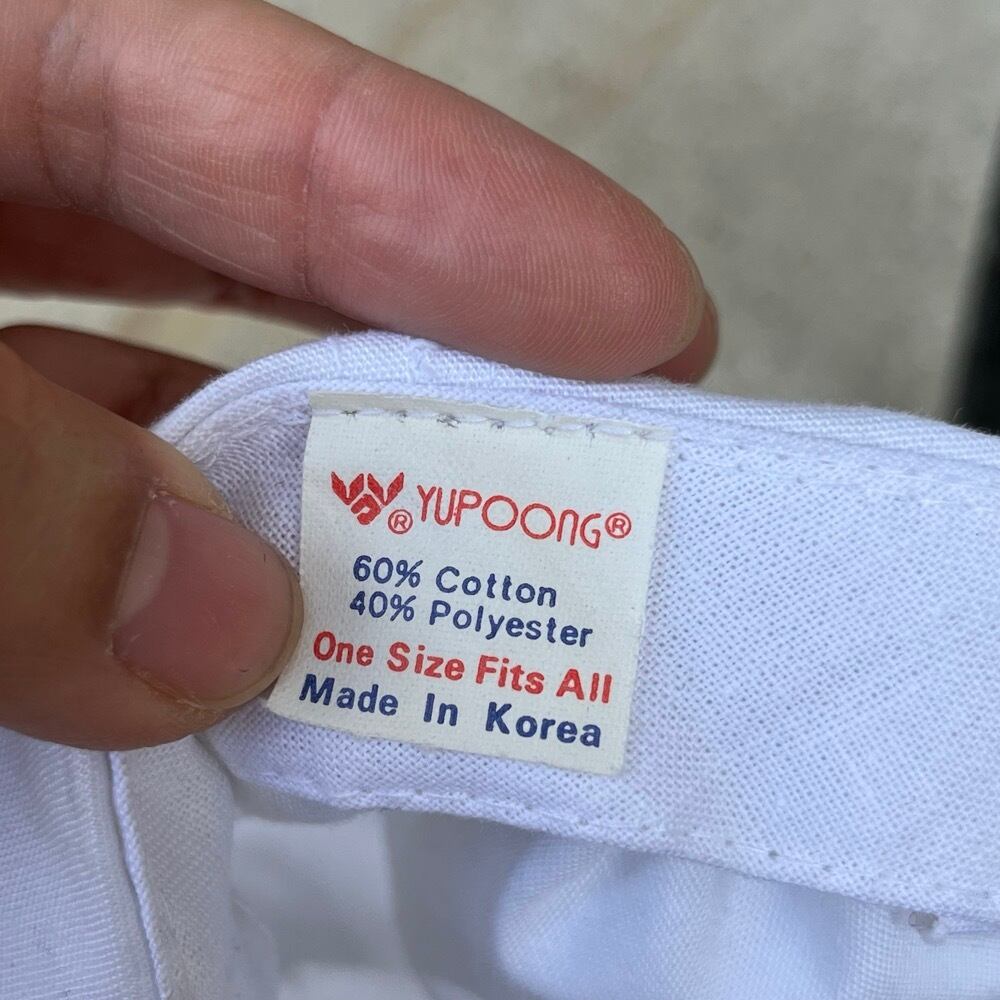 ® YUPOONG®
60% Cotton
40% Polyester
One Size Fits All
Made In Korea